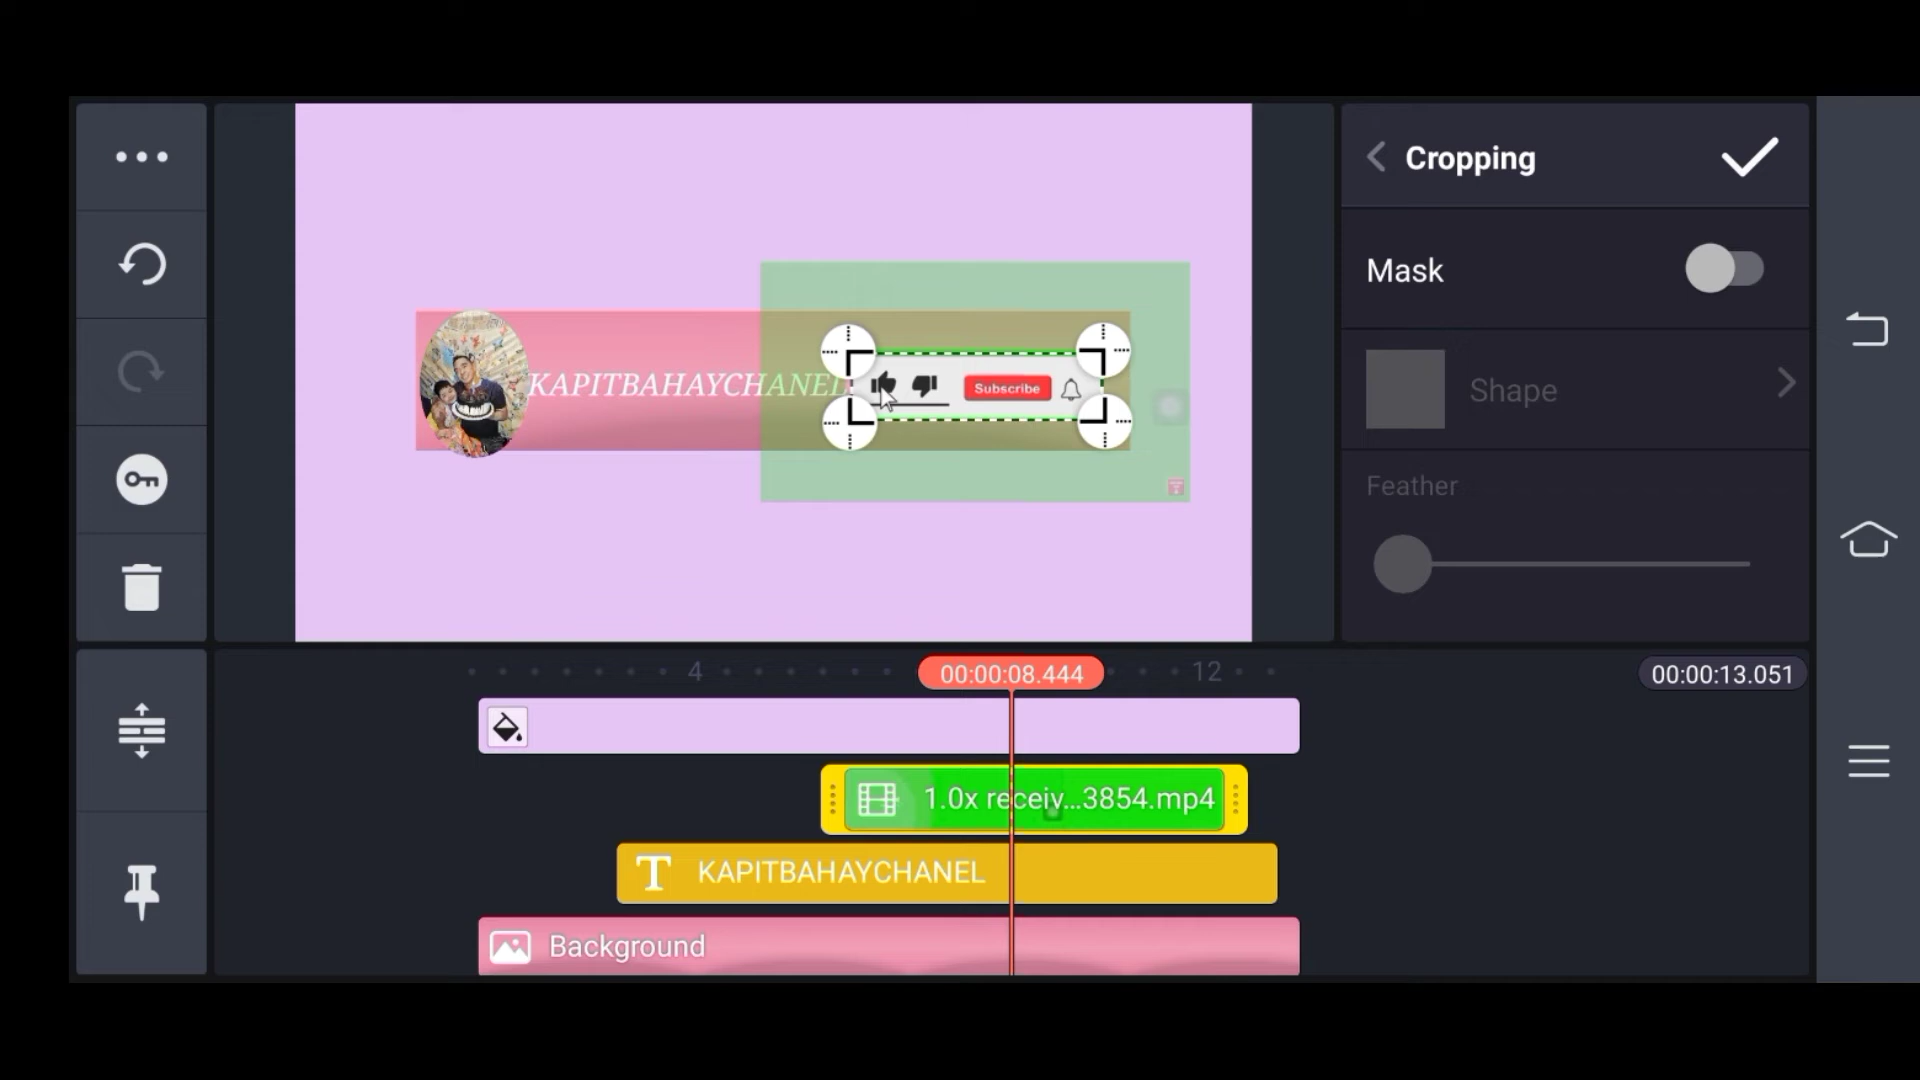 Cropping
Mask
KAPITBAHAYCHANEL
Subscribe
Shape
Feather
4
00:00:08.444
12
00:00:13.051
1.0x receiv...3854.mp4
T KAPITBAHAYCHANEL
Background